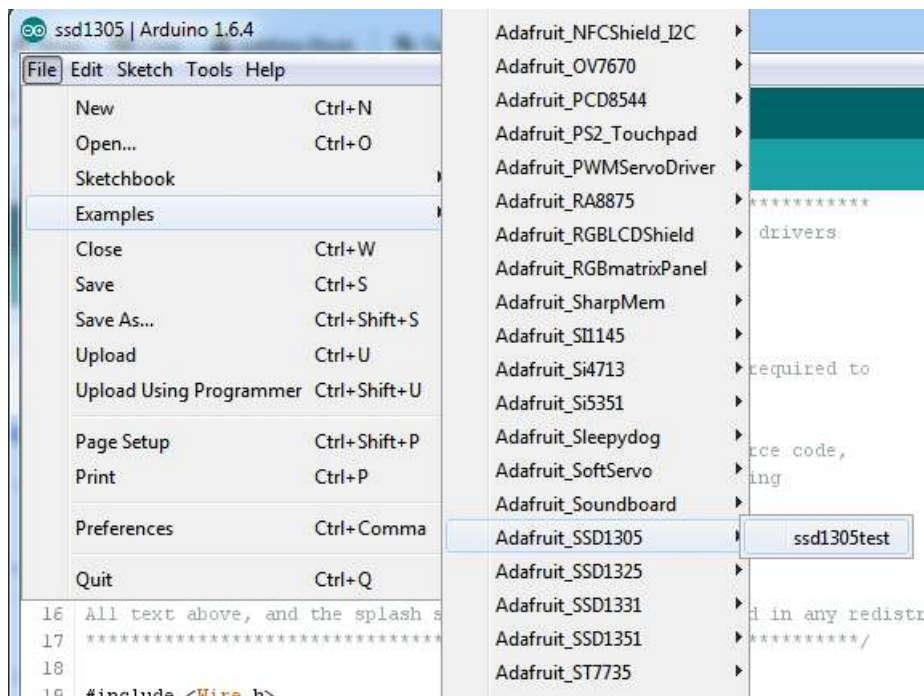 ssd1305 | Arduino 1.6.4
File Edit Sketch Tools Help
New Ctrl+N
Open... Ctrl+O
Sketchbook
Examples
Close Ctrl+W
Save Ctrl+S
Save As... Ctrl+Shift+S
Upload Ctrl+U
Upload Using Programmer Ctrl+Shift+U
Page Setup Ctrl+Shift+P
Print Ctrl+P
Preferences Ctrl+Comma
Quit Ctrl+Q
Adafruit_NFCShield_I2C
Adafruit_OV7670
Adafruit_PCD8544
Adafruit_PS2_Touchpad
Adafruit_PWMServoDriver
Adafruit_RA8875
Adafruit_RGBLCDShield
Adafruit_RGBmatrixPanel
Adafruit_SharpMem
Adafruit_SI1145
Adafruit_Si4713
Adafruit_Si5351
Adafruit_Sleepydog
Adafruit_SoftServo
Adafruit_Soundboard
Adafruit_SSD1305
Adafruit_SSD1325
Adafruit_SSD1331
Adafruit_SSD1351
Adafruit_ST7735
ssd1305test
***********
drivers
required to
rce code,
ing
16 All text above, and the splash s d in any redistr
17 ********************************* ***********/
18
19 #include <Wire.h>